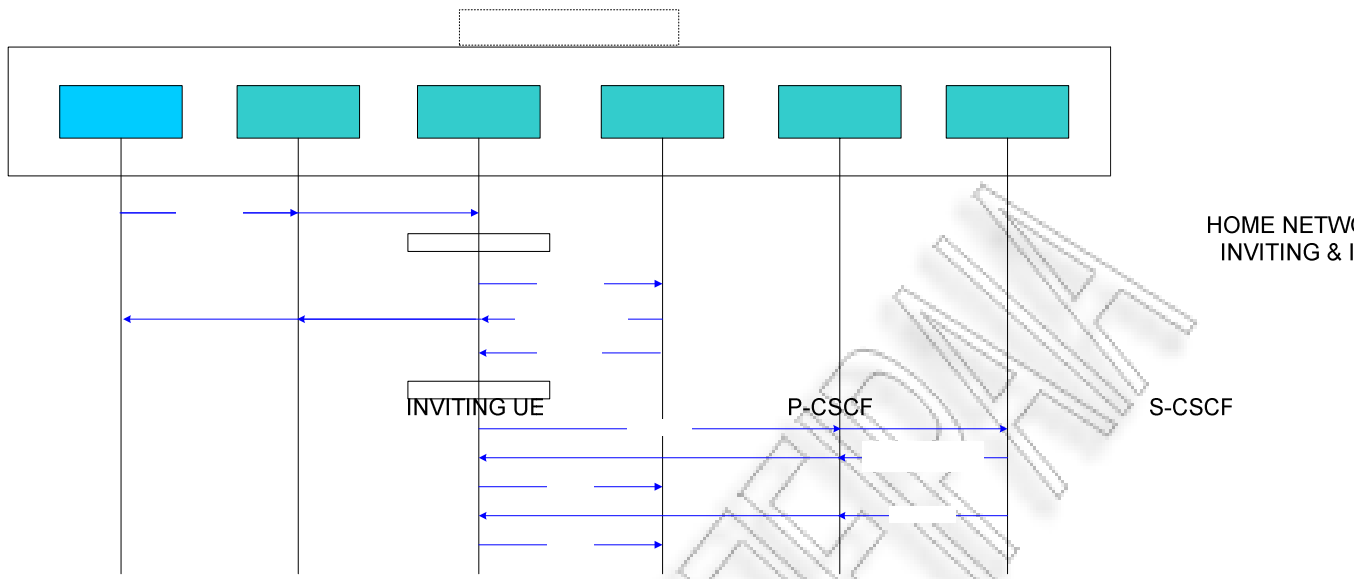 HOME NETWO
INVITING & I
INVITING UE
P-CSCF
S-CSCF